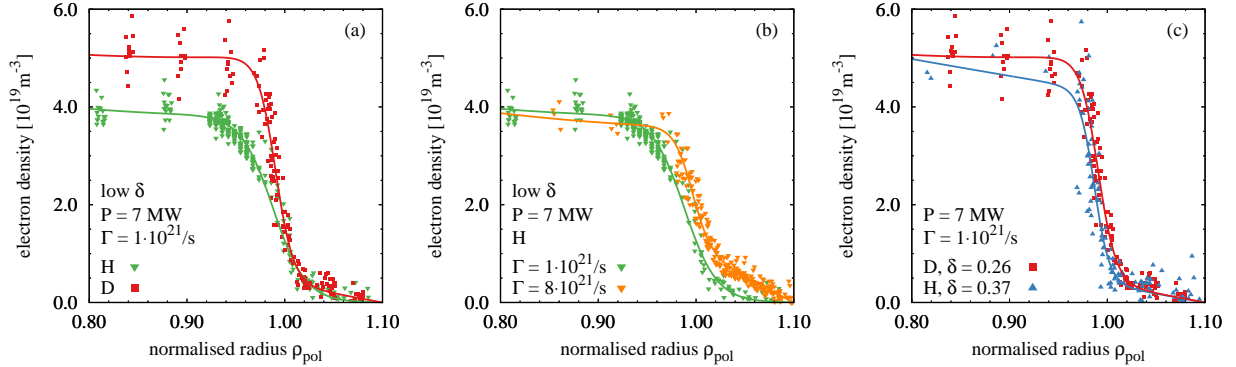 electron density [10^19 m^-3]
6.0
4.0
2.0
0.0
(a)
low δ
P = 7 MW
Γ = 1·10^21/s
H
D
0.80 0.90 1.00 1.10
normalised radius ρ_pol
electron density [10^19 m^-3]
6.0
4.0
2.0
0.0
(b)
low δ
P = 7 MW
H
Γ = 1·10^21/s
Γ = 8·10^21/s
0.80 0.90 1.00 1.10
normalised radius ρ_pol
electron density [10^19 m^-3]
6.0
4.0
2.0
0.0
(c)
P = 7 MW
Γ = 1·10^21/s
D, δ = 0.26
H, δ = 0.37
0.80 0.90 1.00 1.10
normalised radius ρ_pol